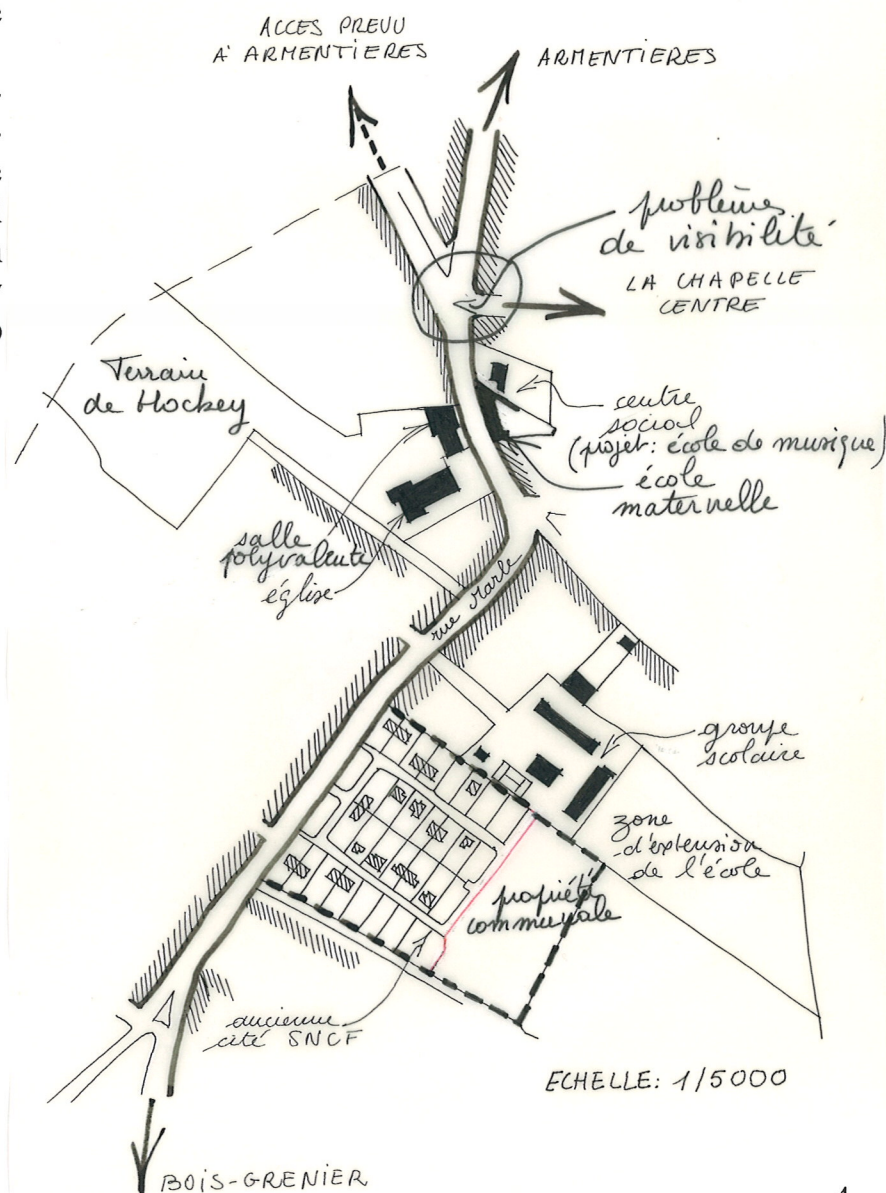 ACCES PREVU
A ARMENTIERES
ARMENTIERES
problèmes
de visibilité
LA CHAPELLE
CENTRE
Terrain
de Hockey
centre
social
(projet: école de musique)
école
maternelle
salle
polyvalente
église
rue Marle
groupe
scolaire
zone
d'extension
de l'école
propriété
communale
ancienne
cité SNCF
ECHELLE: 1/5000
BOIS-GRENIER